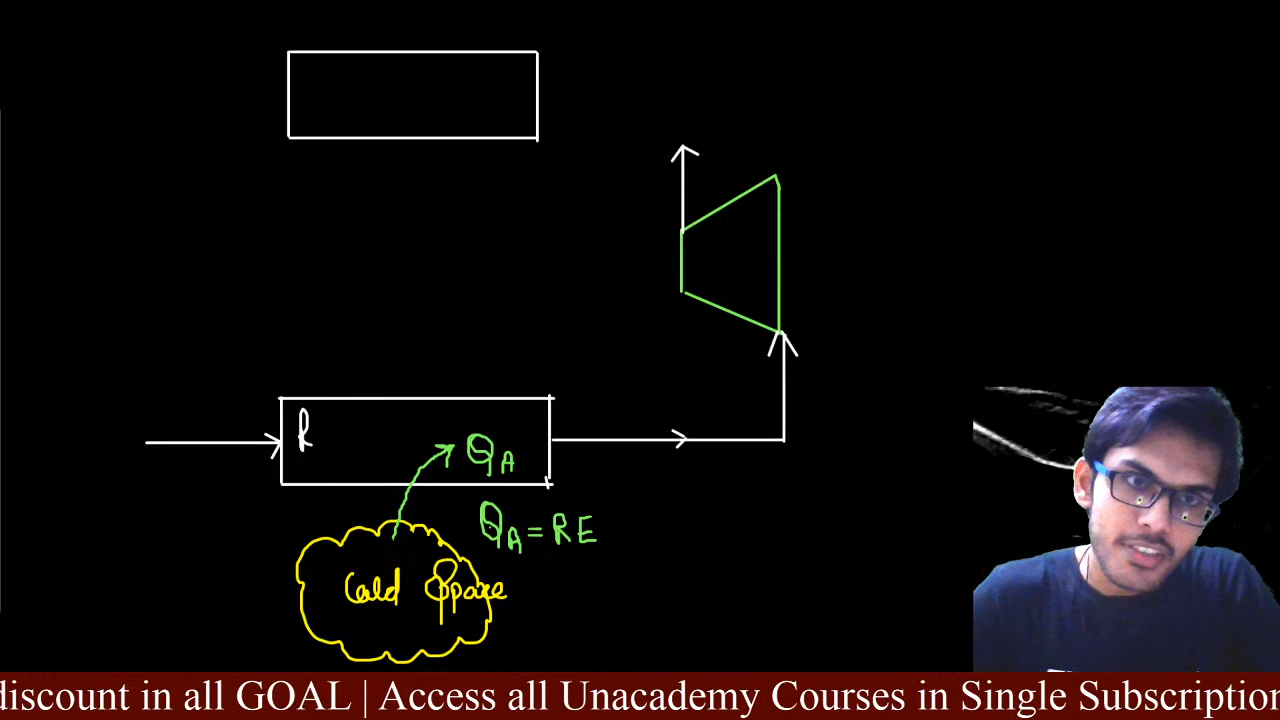 R
Q_A
Q_A = RE
Cold Space
discount in all GOAL | Access all Unacademy Courses in Single Subscription